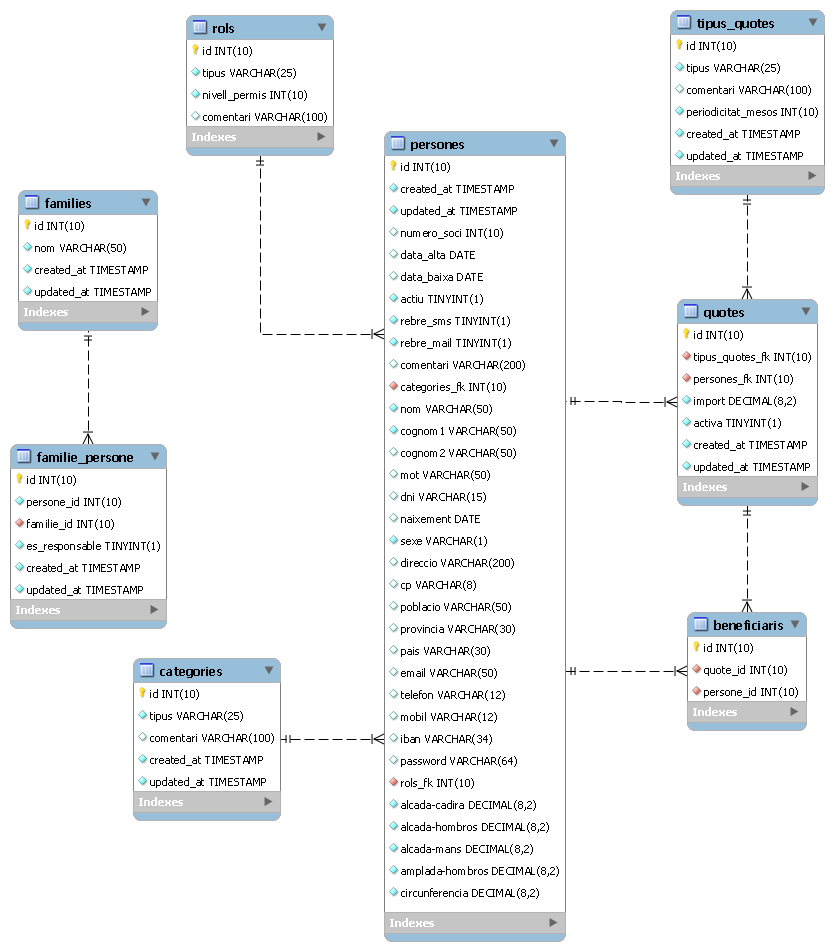 rols
id INT(10)
tipus VARCHAR(25)
nivell_permis INT(10)
comentari VARCHAR(100)
Indexes
tipus_quotes
id INT(10)
tipus VARCHAR(25)
comentari VARCHAR(100)
periodicitat_mesos INT(10)
created_at TIMESTAMP
updated_at TIMESTAMP
Indexes
families
id INT(10)
nom VARCHAR(50)
created_at TIMESTAMP
updated_at TIMESTAMP
Indexes
persones
id INT(10)
created_at TIMESTAMP
updated_at TIMESTAMP
numero_soci INT(10)
data_alta DATE
data_baixa DATE
actiu TINYINT(1)
rebre_sms TINYINT(1)
rebre_mail TINYINT(1)
comentari VARCHAR(200)
categories_fk INT(10)
nom VARCHAR(50)
cognom1 VARCHAR(50)
cognom2 VARCHAR(50)
mot VARCHAR(50)
dni VARCHAR(15)
naixement DATE
sexe VARCHAR(1)
direccio VARCHAR(200)
cp VARCHAR(8)
poblacio VARCHAR(50)
provincia VARCHAR(30)
pais VARCHAR(30)
email VARCHAR(50)
telefon VARCHAR(12)
mobil VARCHAR(12)
iban VARCHAR(34)
password VARCHAR(64)
rols_fk INT(10)
alcada-cadira DECIMAL(8,2)
alcada-hombros DECIMAL(8,2)
alcada-mans DECIMAL(8,2)
amplada-hombros DECIMAL(8,2)
circunferencia DECIMAL(8,2)
Indexes
quotes
id INT(10)
tipus_quotes_fk INT(10)
persones_fk INT(10)
import DECIMAL(8,2)
activa TINYINT(1)
created_at TIMESTAMP
updated_at TIMESTAMP
Indexes
familie_persone
id INT(10)
persone_id INT(10)
familie_id INT(10)
es_responsable TINYINT(1)
created_at TIMESTAMP
updated_at TIMESTAMP
Indexes
beneficiaris
id INT(10)
quote_id INT(10)
persone_id INT(10)
Indexes
categories
id INT(10)
tipus VARCHAR(25)
comentari VARCHAR(100)
created_at TIMESTAMP
updated_at TIMESTAMP
Indexes